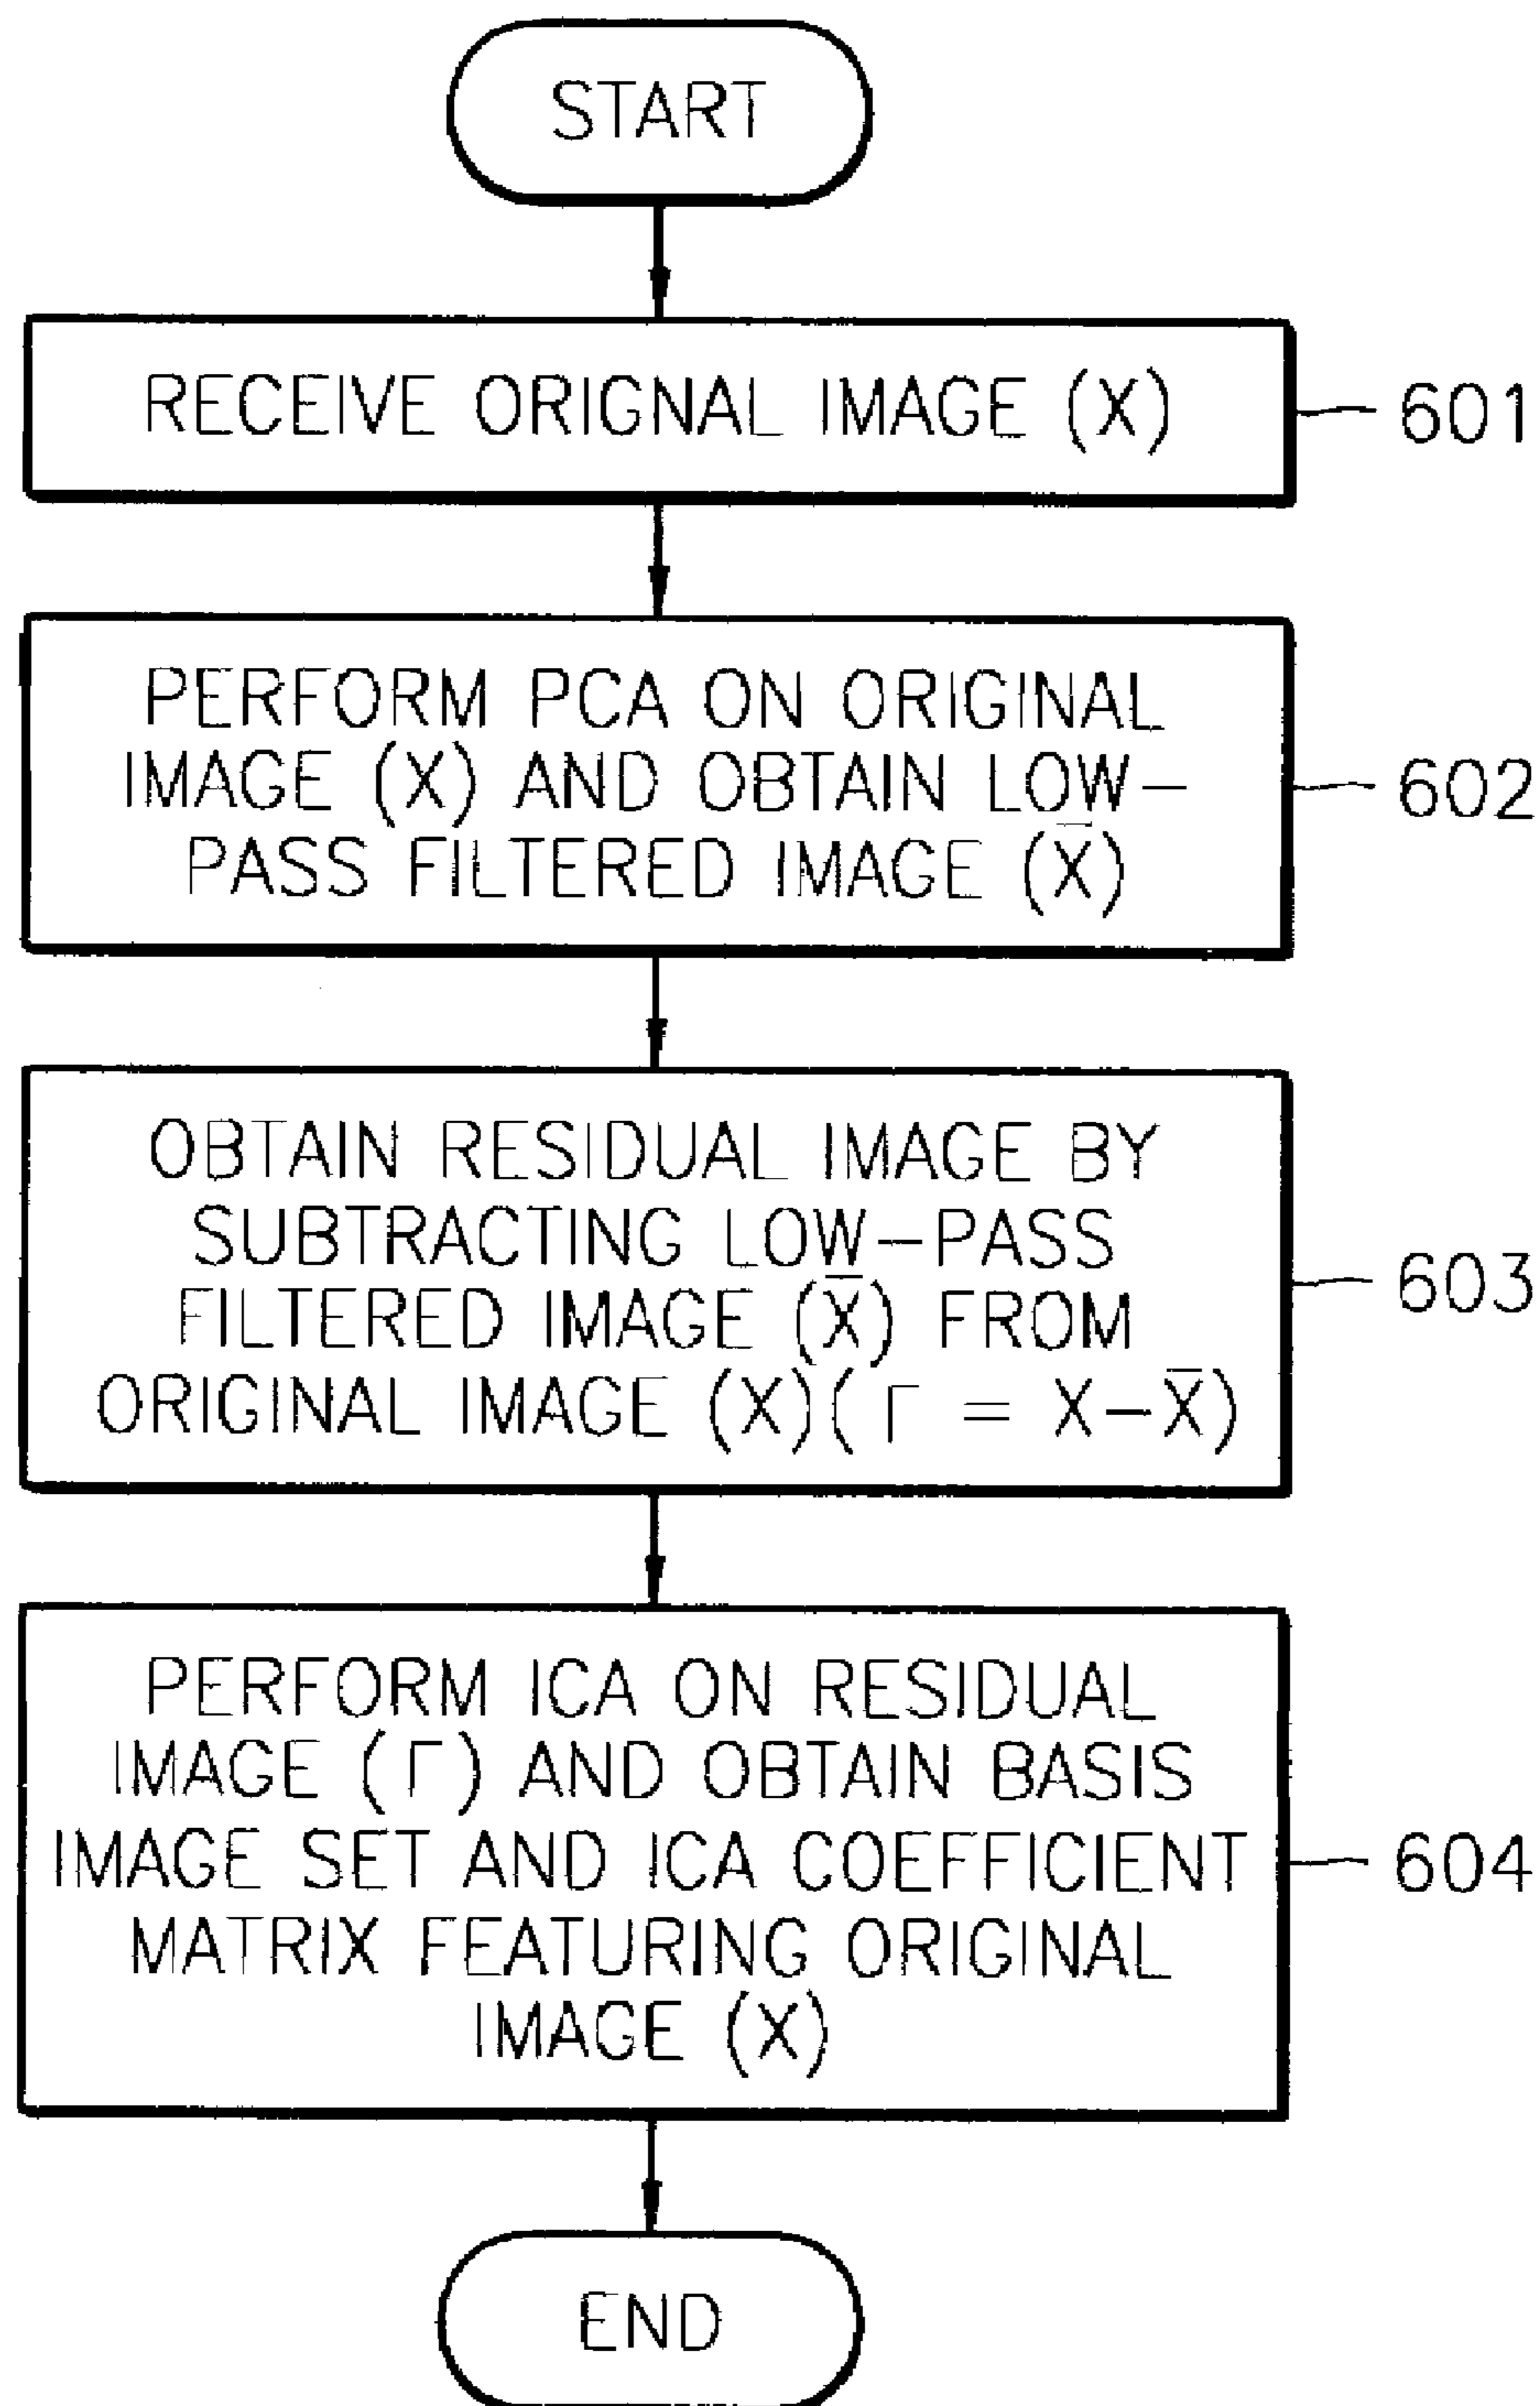 START
RECEIVE ORIGNAL IMAGE (X)
601
PERFORM PCA ON ORIGINAL
IMAGE (X) AND OBTAIN LOW-
PASS FILTERED IMAGE (X̄)
602
OBTAIN RESIDUAL IMAGE BY
SUBTRACTING LOW-PASS
FILTERED IMAGE (X̄) FROM
ORIGINAL IMAGE (X)(Γ = X-X̄)
603
PERFORM ICA ON RESIDUAL
IMAGE (Γ) AND OBTAIN BASIS
IMAGE SET AND ICA COEFFICIENT
MATRIX FEATURING ORIGINAL
IMAGE (X)
604
END